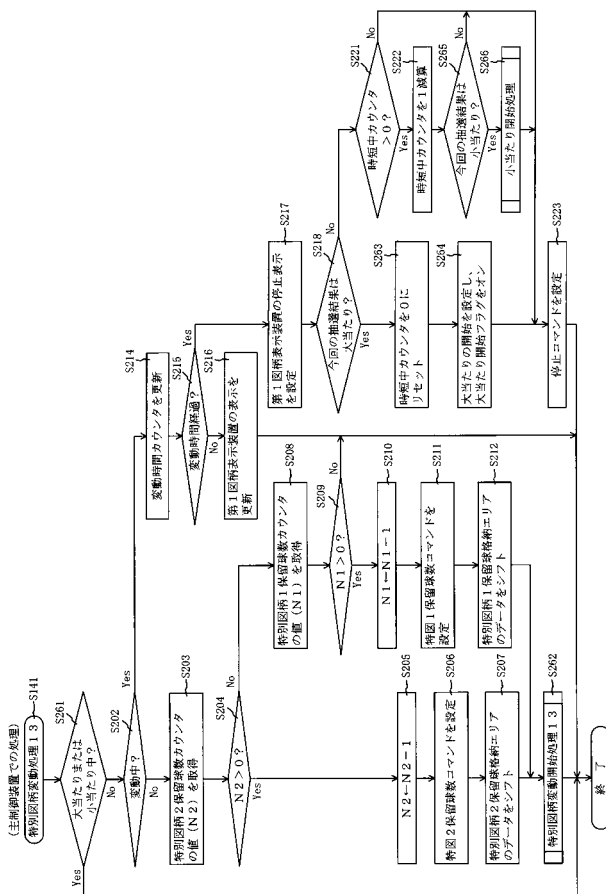 (主制御装置での処理)
特別図柄変動処理13
S141
S261
大当たりまたは
小当たり中?
Yes
No
S202
変動中?
Yes
No
S203
特別図柄2保留球数カウンタ
の値(N2)を取得
S204
N2>0?
No
Yes
S205
N2←N2-1
S206
特図2保留球数コマンドを設定
S207
特別図柄2保留球格納エリア
のデータをシフト
S262
特別図柄変動開始処理13
終了
S208
特別図柄1保留球数カウンタ
の値(N1)を取得
S209
N1>0?
No
Yes
S210
N1←N1-1
S211
特図1保留球数コマンドを
設定
S212
特別図柄1保留球格納エリア
のデータをシフト
S214
変動時間カウンタを更新
S215
変動時間経過?
Yes
No
S216
第1図柄表示装置の表示を
更新
S217
第1図柄表示装置の停止表示
を設定
S218
今回の抽選結果は
大当たり?
No
Yes
S263
時短中カウンタを0に
リセット
S264
大当たりの開始を設定し、
大当たり開始フラグをオン
S221
時短中カウンタ
>0?
No
Yes
S222
時短中カウンタを1減算
S265
今回の抽選結果は
小当たり?
No
Yes
S266
小当たり開始処理
S223
停止コマンドを設定